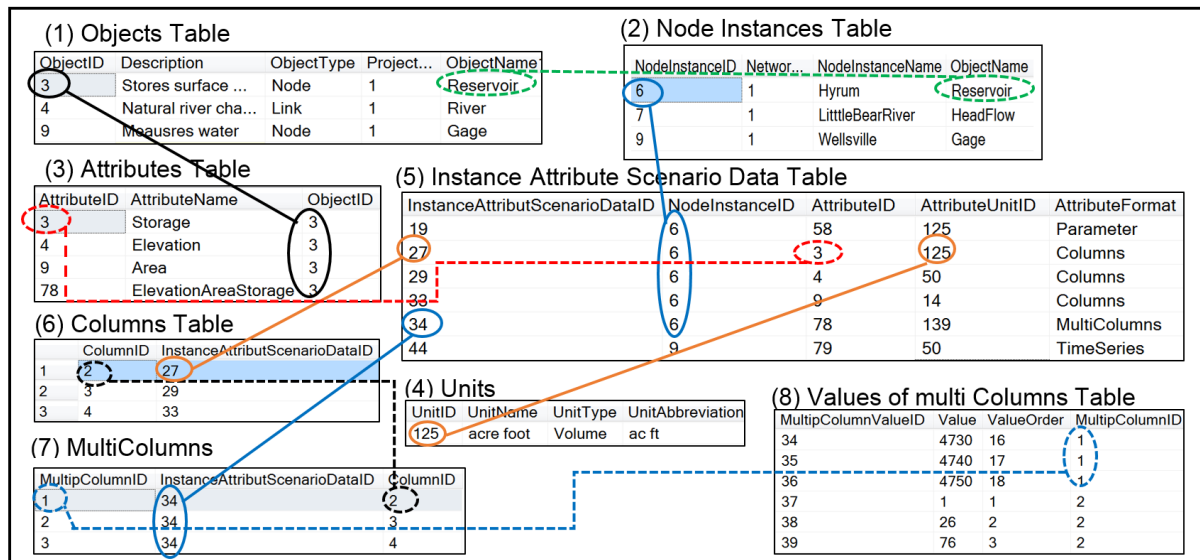 (1) Objects Table
ObjectID Description ObjectType Project... ObjectName
3 Stores surface ... Node 1 Reservoir
4 Natural river cha... Link 1 River
9 Meausres water Node 1 Gage
(2) Node Instances Table
NodeInstanceID Networ... NodeInstanceName ObjectName
6 1 Hyrum Reservoir
7 1 LitttleBearRiver HeadFlow
9 1 Wellsville Gage
(3) Attributes Table
AttributeID AttributeName ObjectID
3 Storage 3
4 Elevation 3
9 Area 3
78 ElevationAreaStorage 3
(5) Instance Attribute Scenario Data Table
InstanceAttributScenarioDataID NodeInstanceID AttributeID AttributeUnitID AttributeFormat
19 6 58 125 Parameter
27 6 3 125 Columns
29 6 4 50 Columns
33 6 9 14 Columns
34 6 78 139 MultiColumns
44 9 79 50 TimeSeries
(6) Columns Table
ColumnID InstanceAttributScenarioDataID
1 2 27
2 3 29
3 4 33
(4) Units
UnitID UnitName UnitType UnitAbbreviation
125 acre foot Volume ac ft
(7) MultiColumns
MultipColumnID InstanceAttributScenarioDataID ColumnID
1 34 2
2 34 3
3 34 4
(8) Values of multi Columns Table
MultipColumnValueID Value ValueOrder MultipColumnID
34 4730 16 1
35 4740 17 1
36 4750 18 1
37 1 1 2
38 26 2 2
39 76 3 2